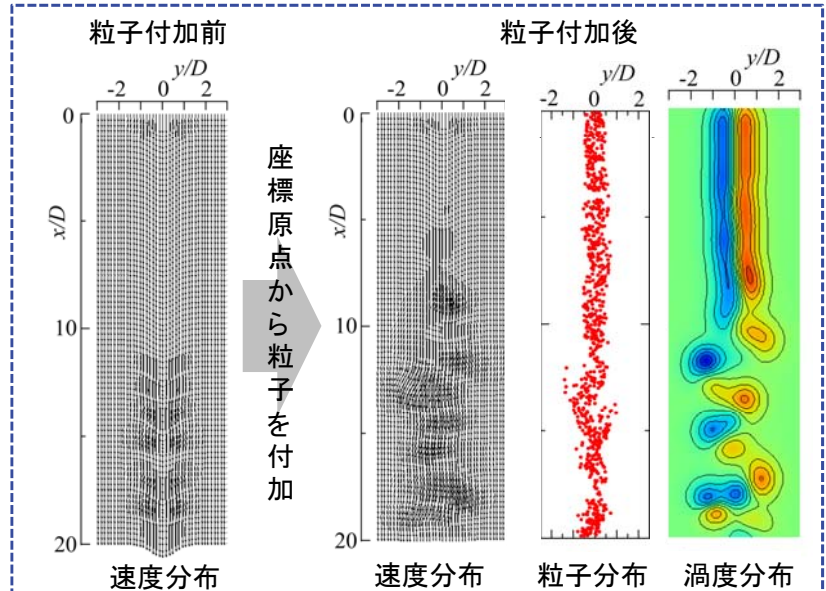 粒子付加前
粒子付加後
y/D
-2 0 2
y/D
-2 0 2
y/D
-2 0 2
y/D
-2 0 2
0
x/D
10
20
座標原点から粒子を付加
0
x/D
10
20
速度分布
速度分布
粒子分布
渦度分布